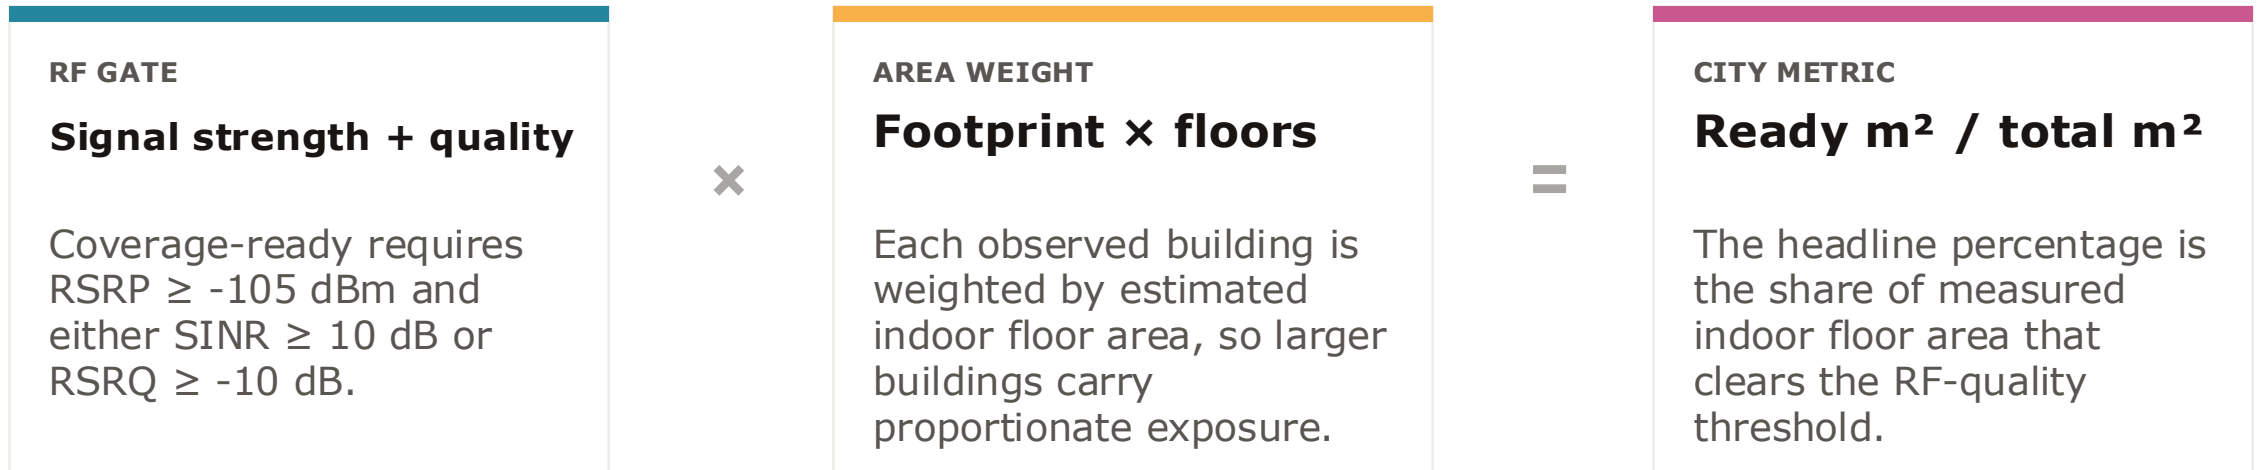 RF GATE
Signal strength + quality
Coverage-ready requires
RSRP ≥ -105 dBm and
either SINR ≥ 10 dB or
RSRQ ≥ -10 dB.
×
AREA WEIGHT
Footprint × floors
Each observed building is
weighted by estimated
indoor floor area, so larger
buildings carry
proportionate exposure.
=
CITY METRIC
Ready m² / total m²
The headline percentage is
the share of measured
indoor floor area that
clears the RF-quality
threshold.